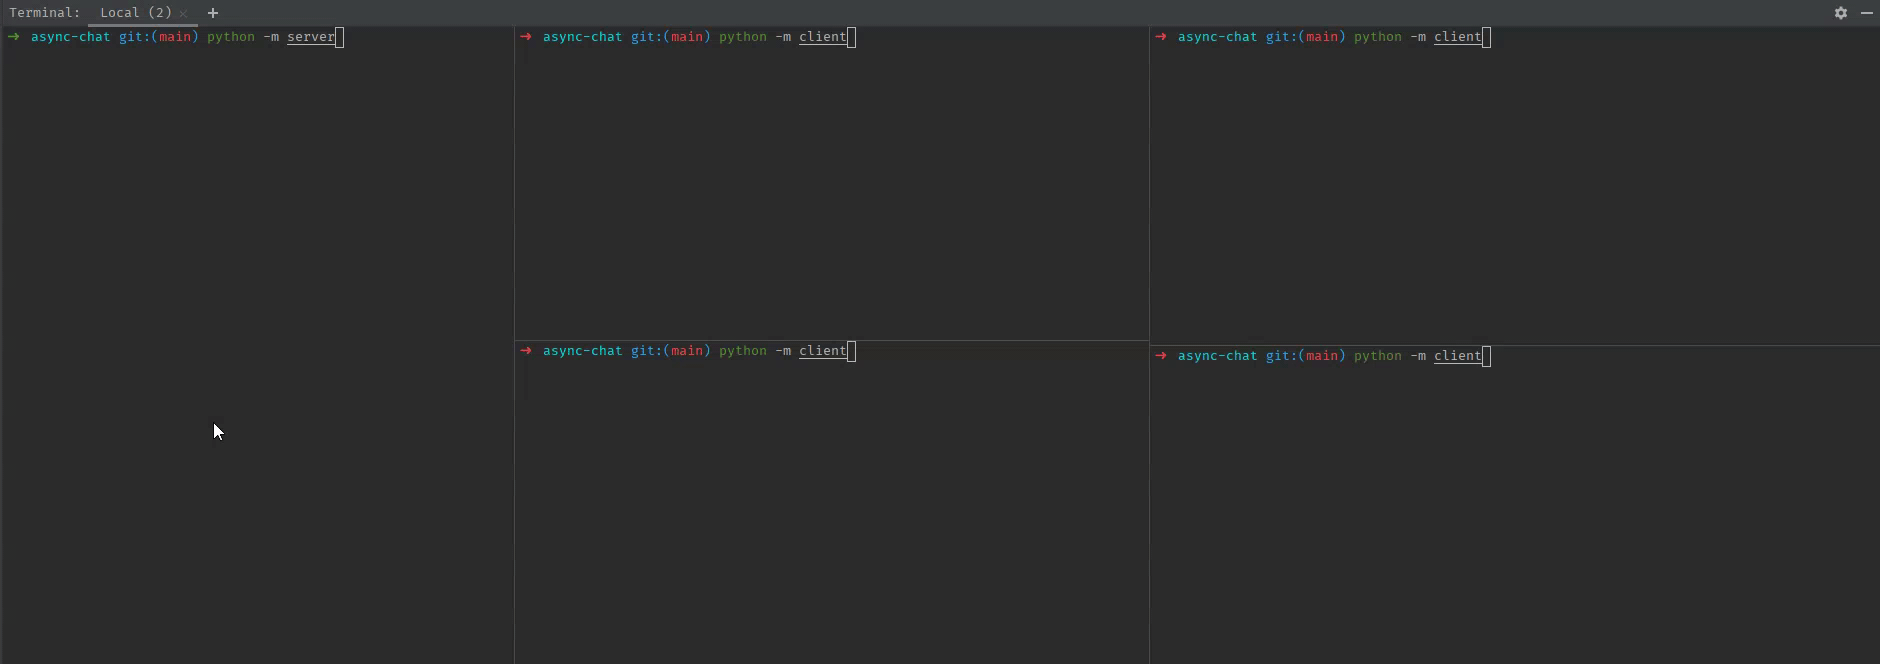 Terminal: Local (2) × +
➜ async-chat git:(main) python -m server
➜ async-chat git:(main) python -m client
➜ async-chat git:(main) python -m client
➜ async-chat git:(main) python -m client
➜ async-chat git:(main) python -m client